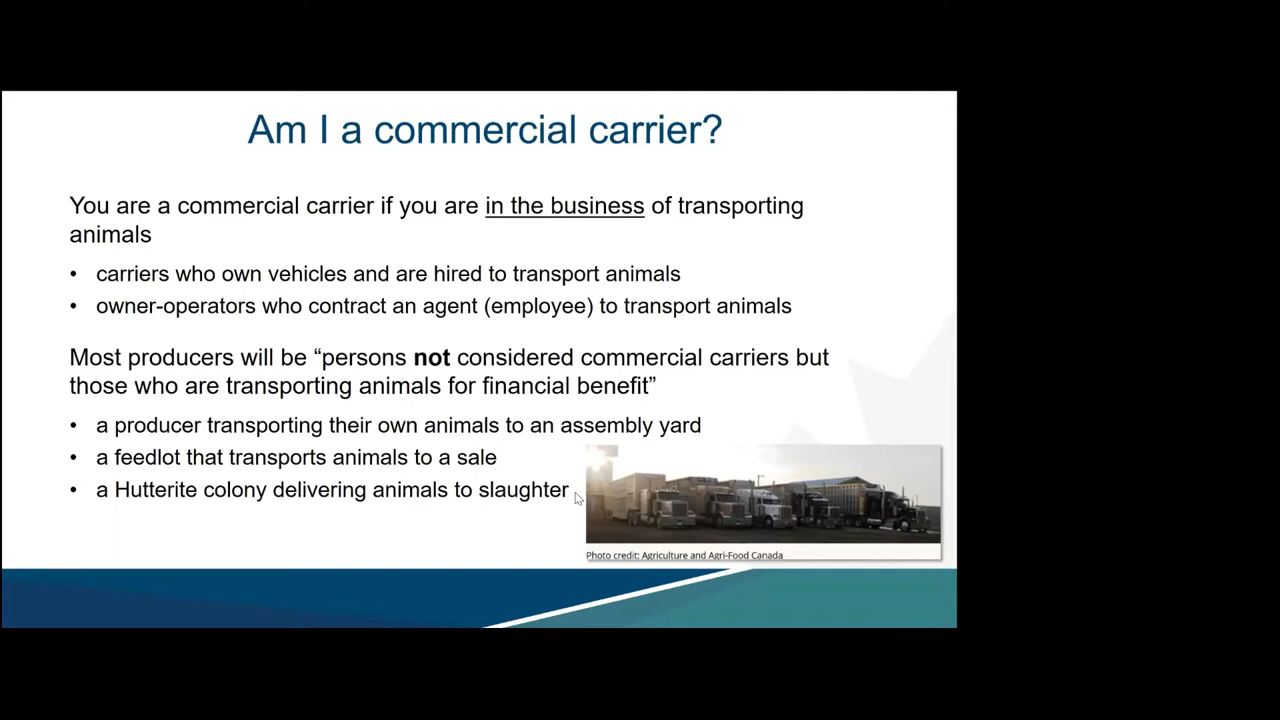 Am I a commercial carrier?
You are a commercial carrier if you are in the business of transporting
animals
• carriers who own vehicles and are hired to transport animals
• owner-operators who contract an agent (employee) to transport animals
Most producers will be “persons not considered commercial carriers but
those who are transporting animals for financial benefit”
• a producer transporting their own animals to an assembly yard
• a feedlot that transports animals to a sale
• a Hutterite colony delivering animals to slaughter
Photo credit: Agriculture and Agri-Food Canada